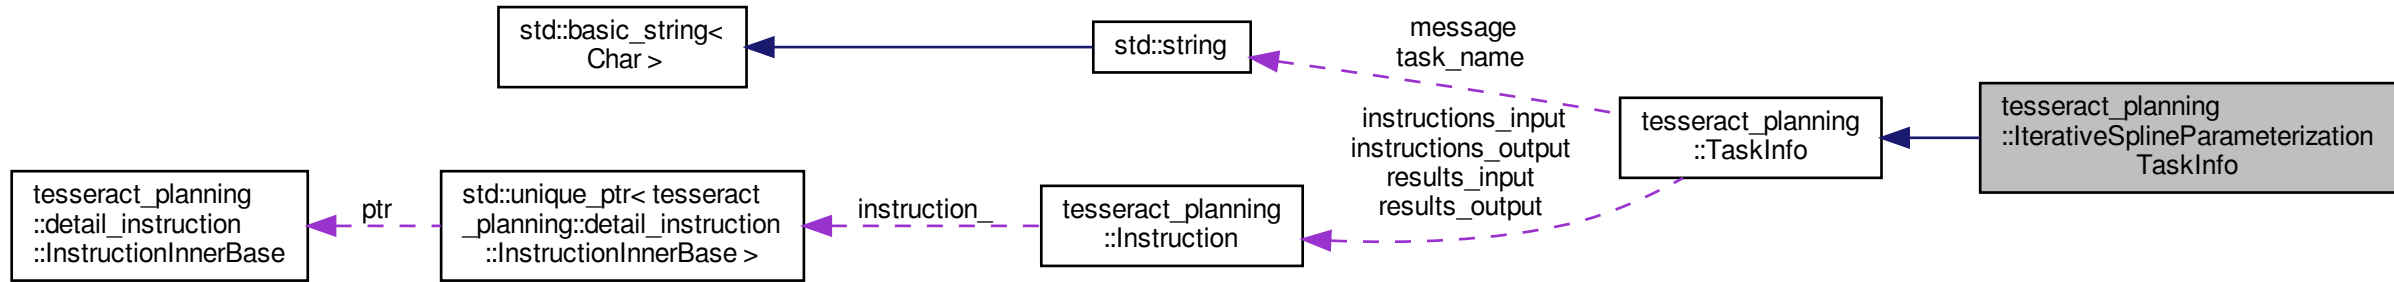 std::basic_string<
Char >
std::string
message
task_name
tesseract_planning
::IterativeSplineParameterization
TaskInfo
tesseract_planning
::TaskInfo
instructions_input
instructions_output
results_input
results_output
tesseract_planning
::detail_instruction
::InstructionInnerBase
ptr
std::unique_ptr< tesseract
_planning::detail_instruction
::InstructionInnerBase >
instruction_
tesseract_planning
::Instruction